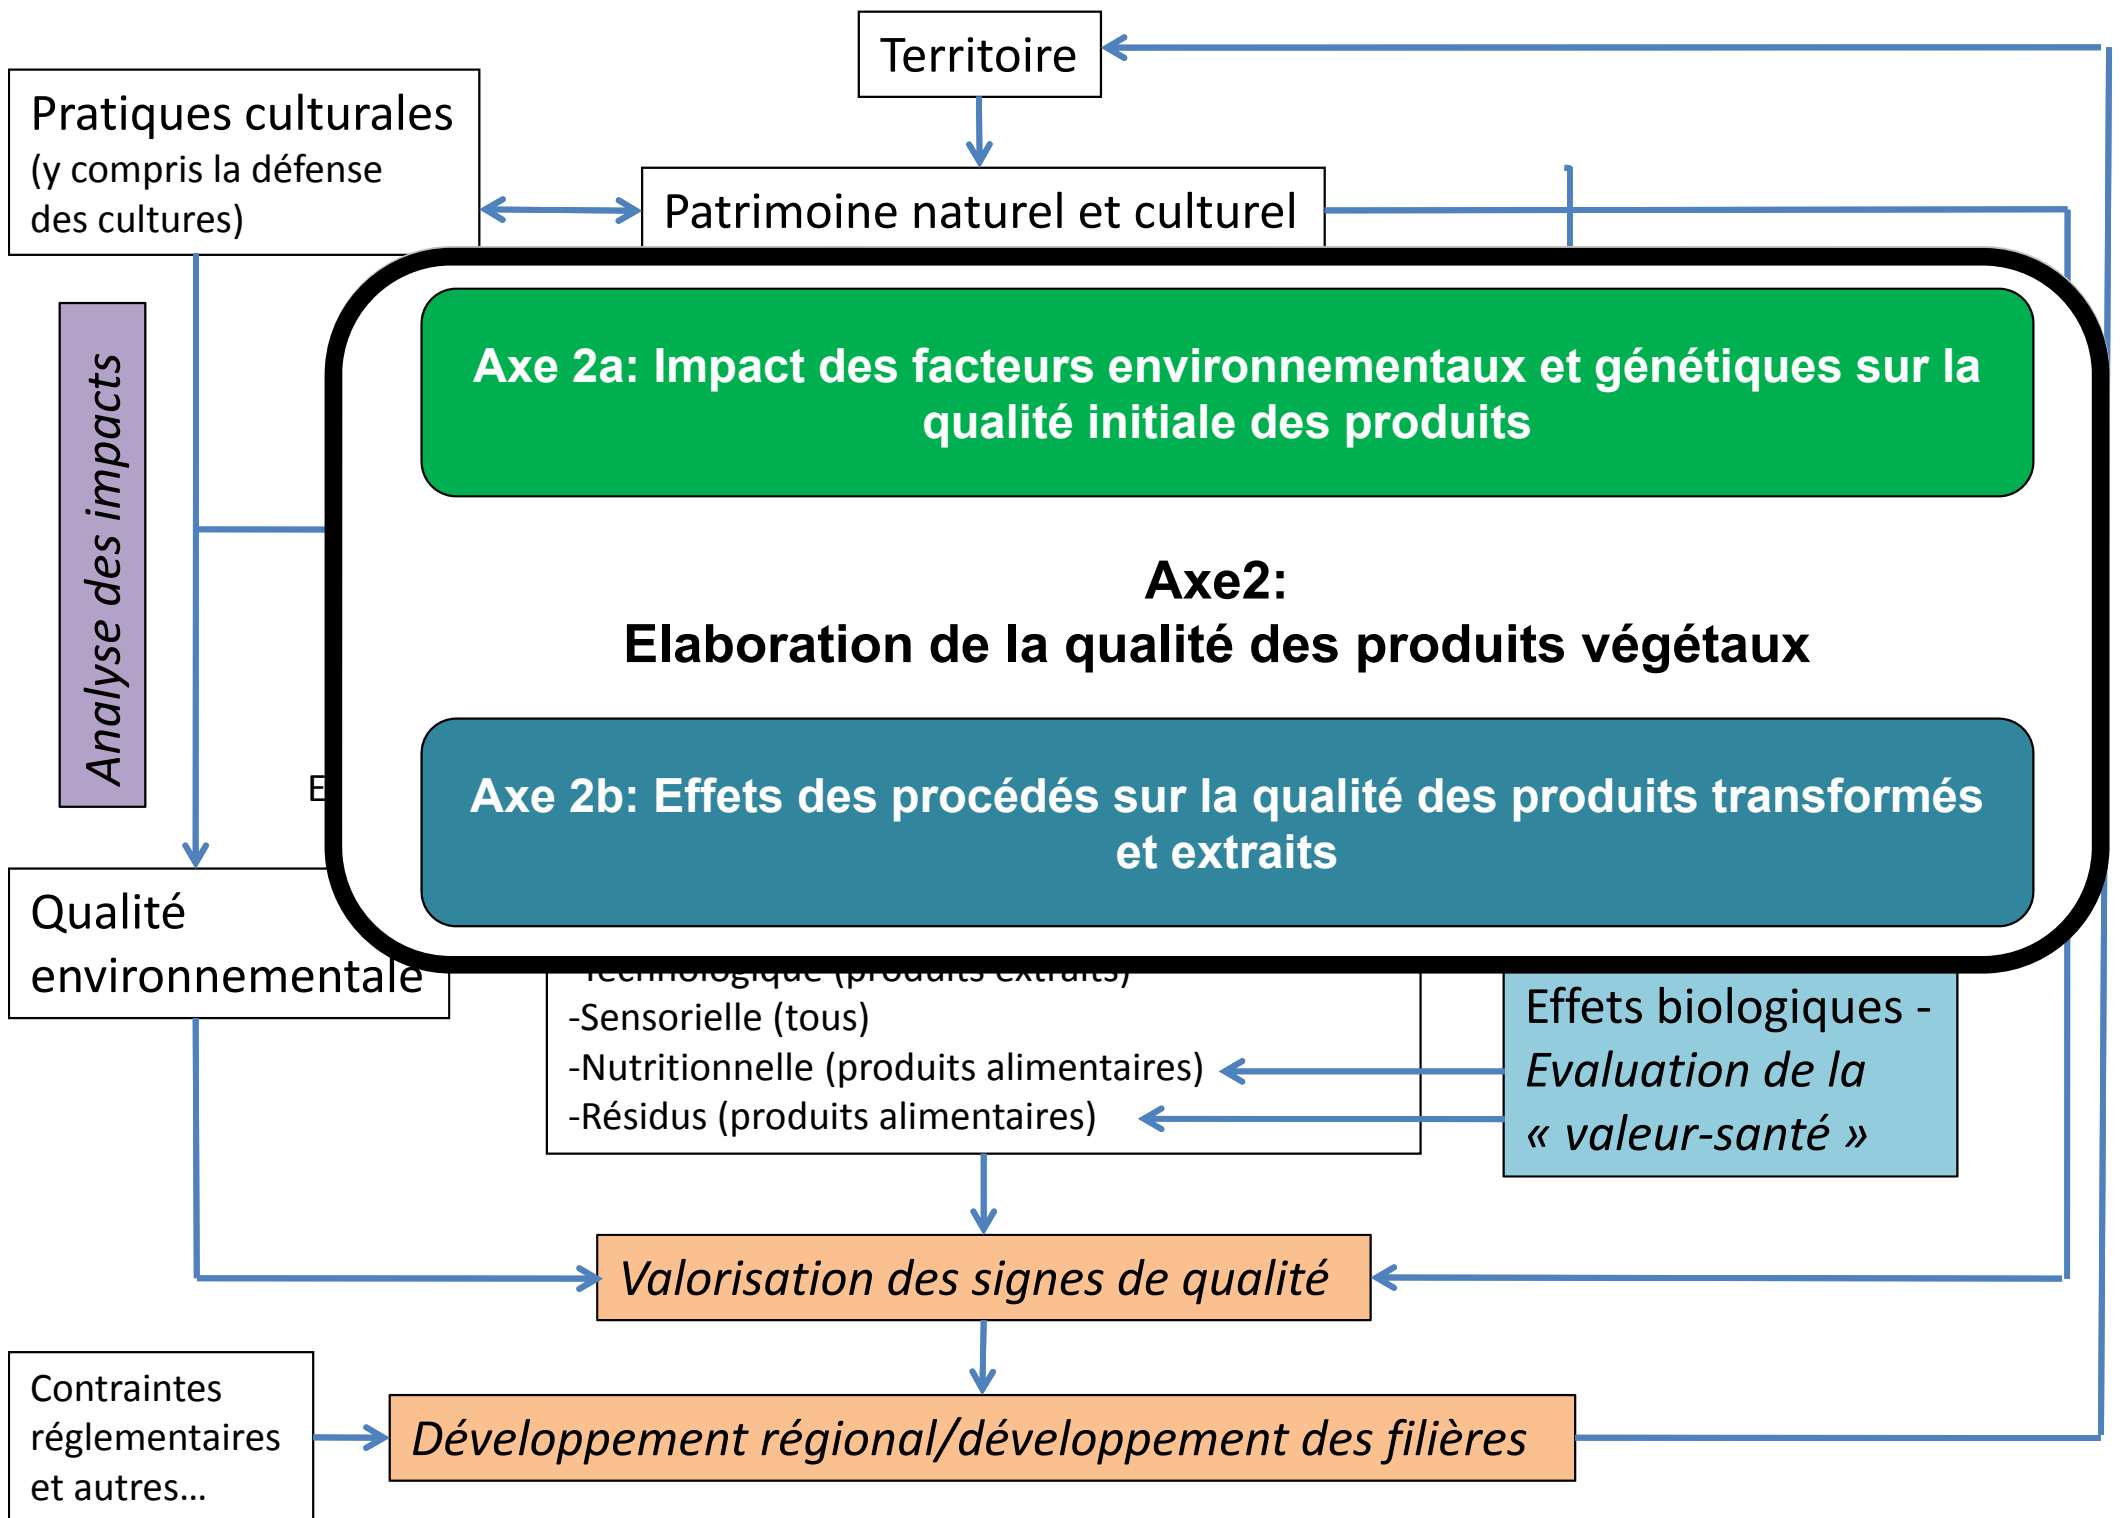 Territoire
Pratiques culturales
(y compris la défense
des cultures)
Patrimoine naturel et culturel
Analyse des impacts
Axe 2a: Impact des facteurs environnementaux et génétiques sur la
qualité initiale des produits
Axe2:
Elaboration de la qualité des produits végétaux
E
Axe 2b: Effets des procédés sur la qualité des produits transformés
et extraits
Qualité
environnementale
-Technologique (produits extraits)
-Sensorielle (tous)
-Nutritionnelle (produits alimentaires)
-Résidus (produits alimentaires)
Effets biologiques -
Evaluation de la
« valeur-santé »
Valorisation des signes de qualité
Contraintes
réglementaires
et autres...
Développement régional/développement des filières